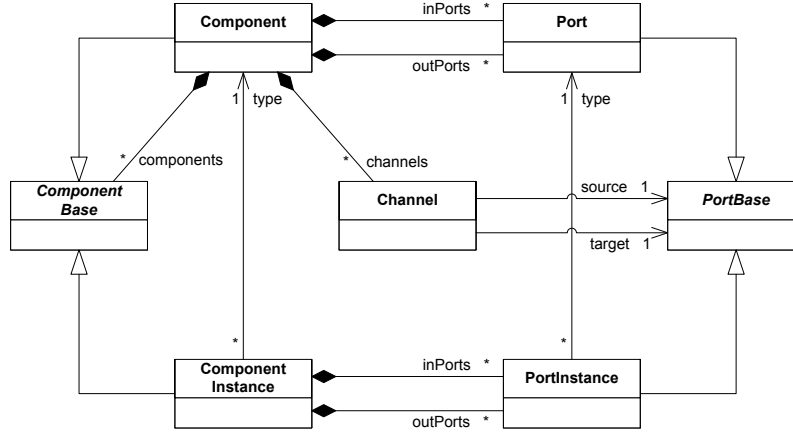 Component
inPorts *
Port
outPorts *
1 type
1 type
* components
* channels
Component
Base
Channel
source 1
target 1
PortBase
*
*
Component
Instance
inPorts *
PortInstance
outPorts *